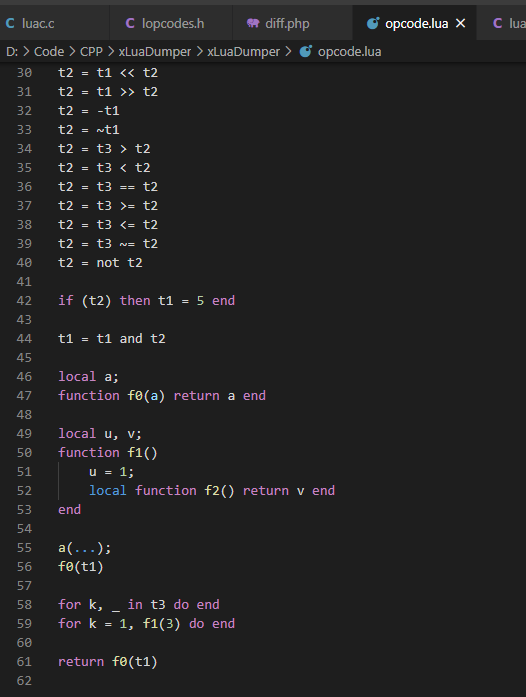 luac.c lopcodes.h diff.php opcode.lua lua
D: > Code > CPP > xLuaDumper > xLuaDumper > opcode.lua
30 t2 = t1 << t2
31 t2 = t1 >> t2
32 t2 = -t1
33 t2 = ~t1
34 t2 = t3 > t2
35 t2 = t3 < t2
36 t2 = t3 == t2
37 t2 = t3 >= t2
38 t2 = t3 <= t2
39 t2 = t3 ~= t2
40 t2 = not t2
41
42 if (t2) then t1 = 5 end
43
44 t1 = t1 and t2
45
46 local a;
47 function f0(a) return a end
48
49 local u, v;
50 function f1()
51 u = 1;
52 local function f2() return v end
53 end
54
55 a(...);
56 f0(t1)
57
58 for k, _ in t3 do end
59 for k = 1, f1(3) do end
60
61 return f0(t1)
62